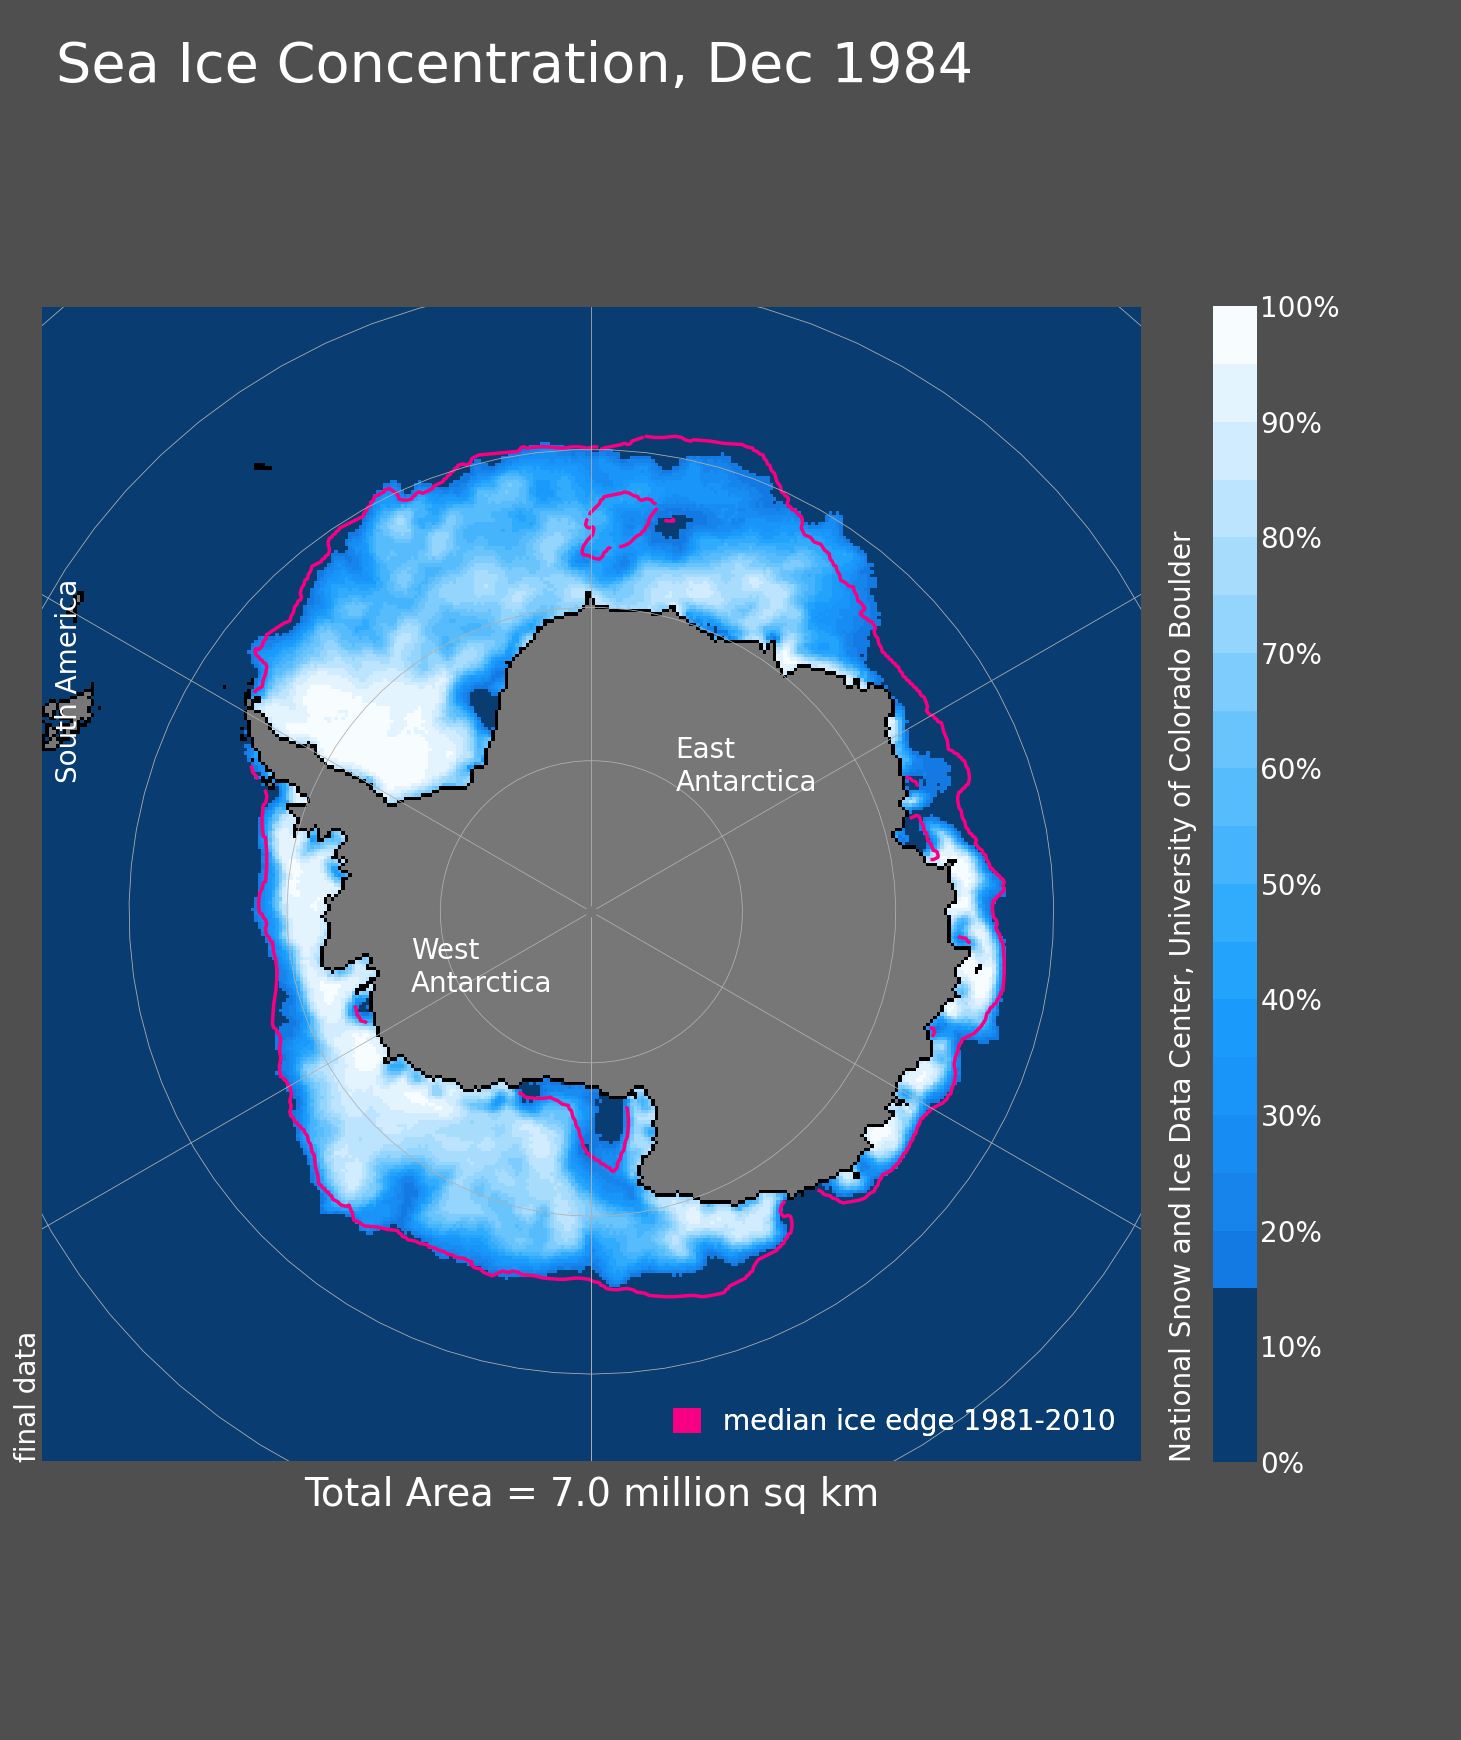 Sea Ice Concentration, Dec 1984
South America
East
Antarctica
West
Antarctica
final data
median ice edge 1981-2010
Total Area = 7.0 million sq km
National Snow and Ice Data Center, University of Colorado Boulder
100%
90%
80%
70%
60%
50%
40%
30%
20%
10%
0%